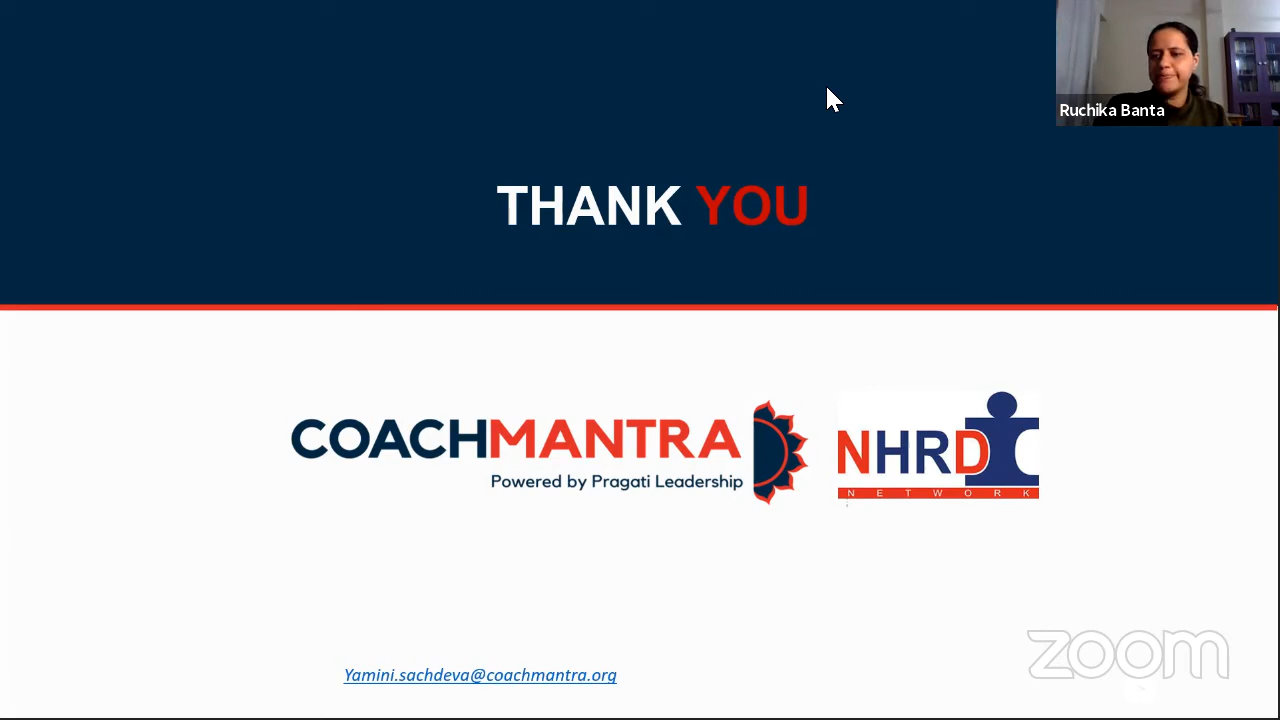 Ruchika Banta
THANK YOU
COACHMANTRA
Powered by Pragati Leadership
NHRD
NETWORK
Yamini.sachdeva@coachmantra.org
zoom